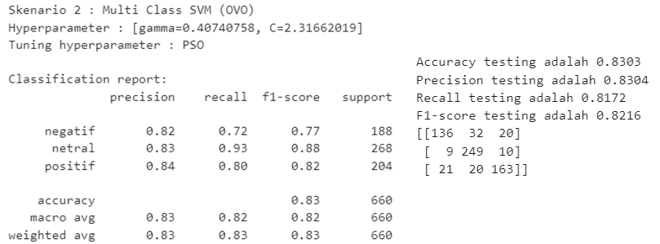 Skenario 2 : Multi Class SVM (OVO)
Hyperparameter : [gamma=0.40740758, C=2.31662019]
Tuning hyperparameter : PSO
Classification report:
precision recall f1-score support
negatif 0.82 0.72 0.77 188
netral 0.83 0.93 0.88 268
positif 0.84 0.80 0.82 204
accuracy 0.83 660
macro avg 0.83 0.82 0.82 660
weighted avg 0.83 0.83 0.83 660
Accuracy testing adalah 0.8303
Precision testing adalah 0.8304
Recall testing adalah 0.8172
F1-score testing adalah 0.8216
[[136 32 20]
[ 9 249 10]
[ 21 20 163]]